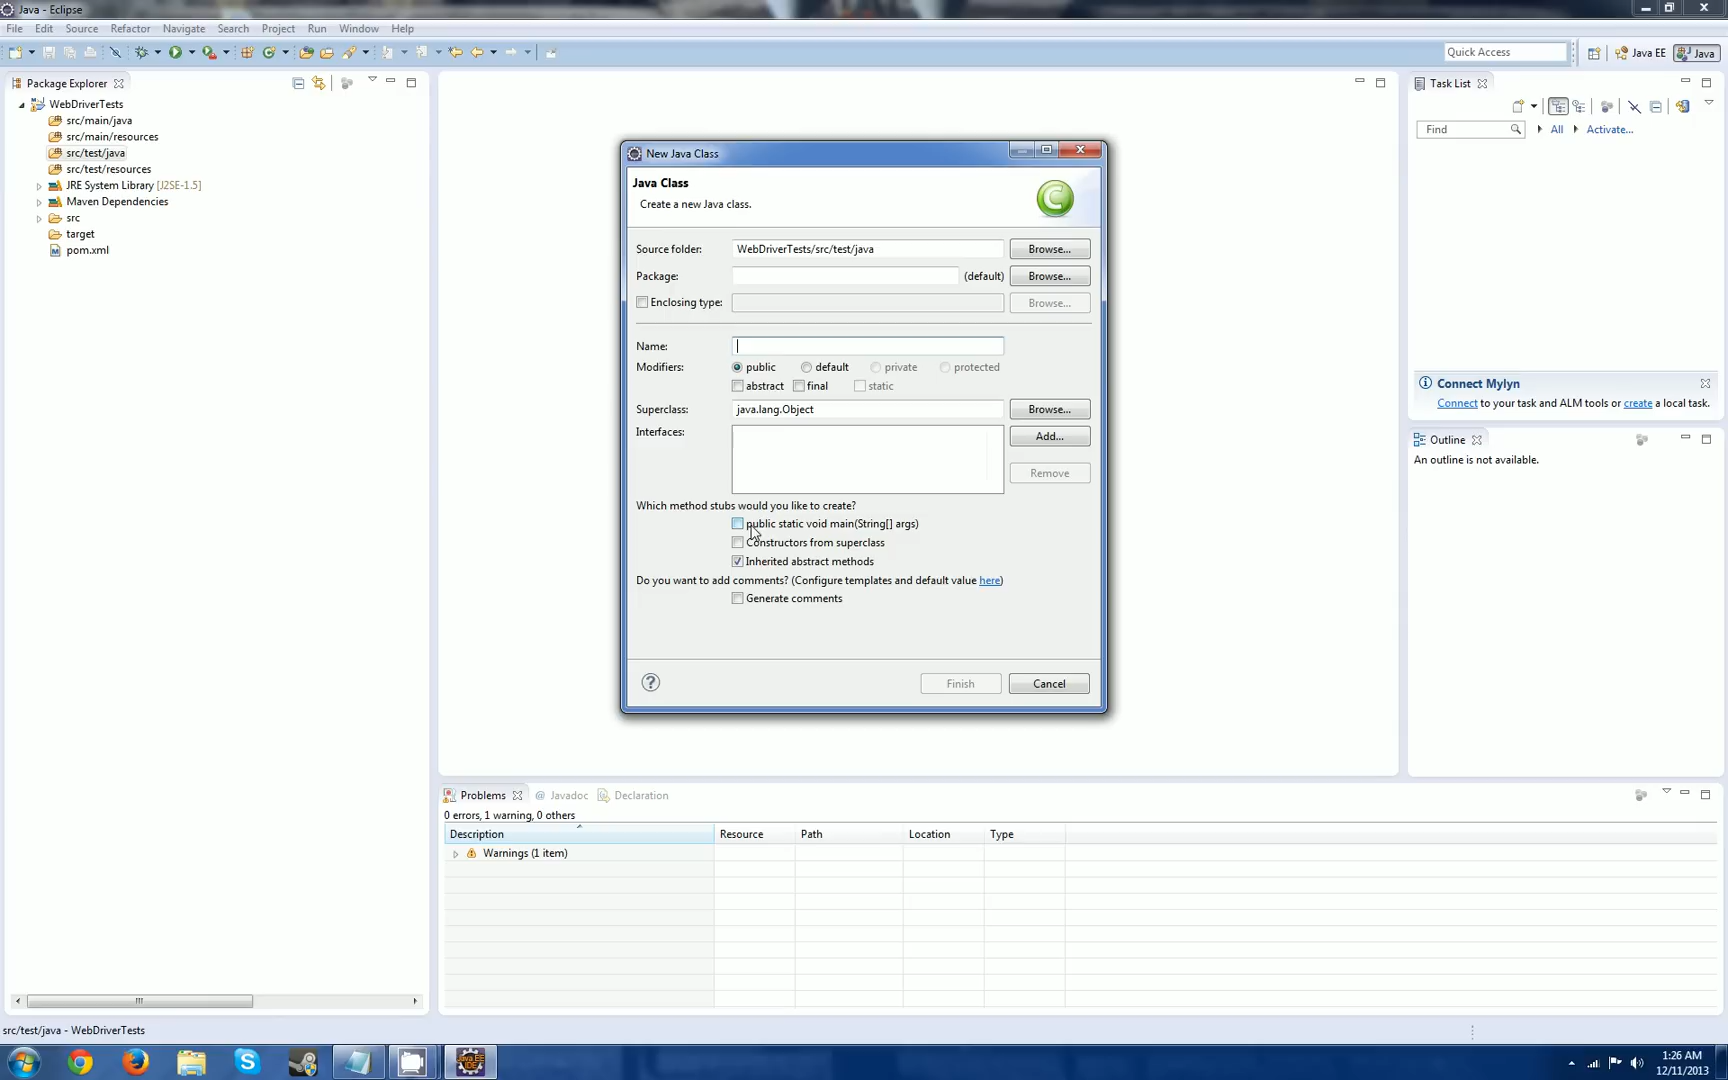 Java - Eclipse
File Edit Source Refactor Navigate Search Project Run Window Help
Quick Access
Java EE
Java
Package Explorer
WebDriverTests
src/main/java
src/main/resources
src/test/java
src/test/resources
JRE System Library [J2SE-1.5]
Maven Dependencies
src
target
pom.xml
New Java Class
Java Class
Create a new Java class.
C
Source folder: WebDriverTests/src/test/java Browse...
Package: (default) Browse...
Enclosing type: Browse...
Name:
Modifiers: public default private protected
abstract final static
Superclass: java.lang.Object Browse...
Interfaces: Add...
Remove
Which method stubs would you like to create?
public static void main(String[] args)
Constructors from superclass
Inherited abstract methods
Do you want to add comments? (Configure templates and default value here)
Generate comments
? Finish Cancel
Task List
Find All Activate...
Connect Mylyn
Connect to your task and ALM tools or create a local task.
Outline
An outline is not available.
Problems @ Javadoc Declaration
0 errors, 1 warning, 0 others
Description Resource Path Location Type
Warnings (1 item)
src/test/java - WebDriverTests
Java EE
IDE
1:26 AM
12/11/2013